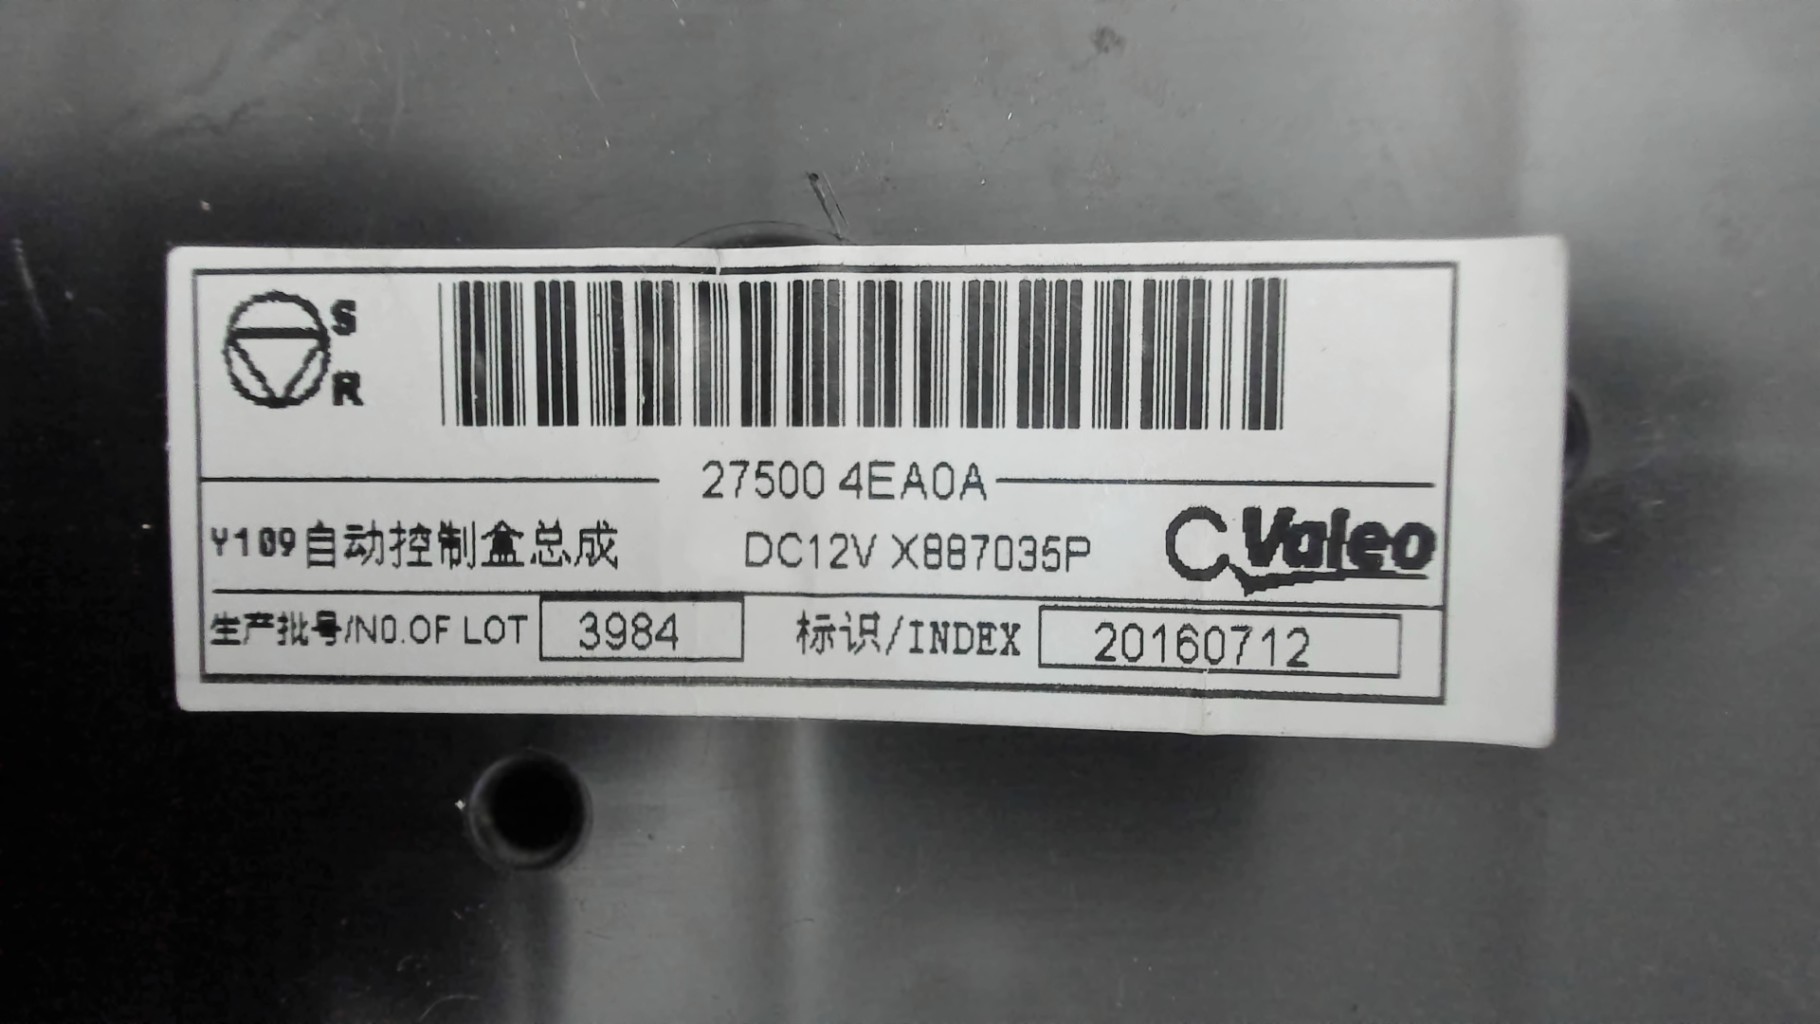 S
R
27500 4EA0A
Y109自动控制盒总成 DC12V X887035P Valeo
生产批号/NO.OF LOT 3984 标识/INDEX 20160712